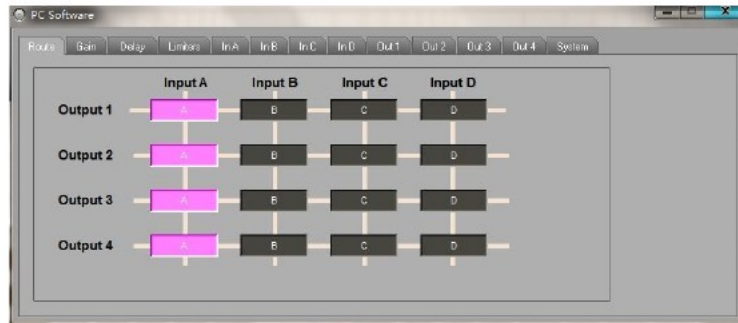 PC Software
Route Gain Delay Limiters In A In B In C In D Out 1 Out 2 Out 3 Out 4 System
Input A Input B Input C Input D
Output 1 A B C D
Output 2 A B C D
Output 3 A B C D
Output 4 A B C D